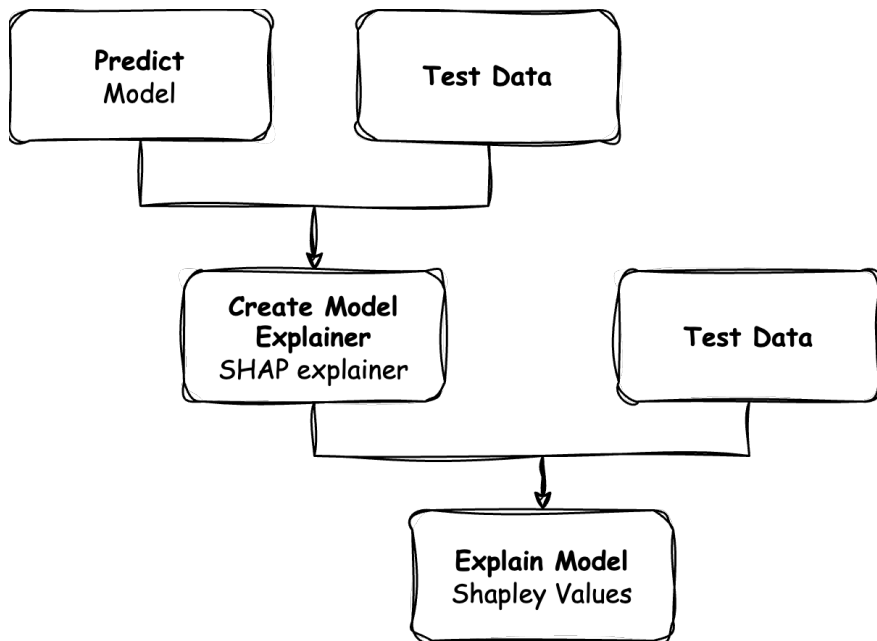 Predict
Model
Test Data
Create Model
Explainer
SHAP explainer
Test Data
Explain Model
Shapley Values